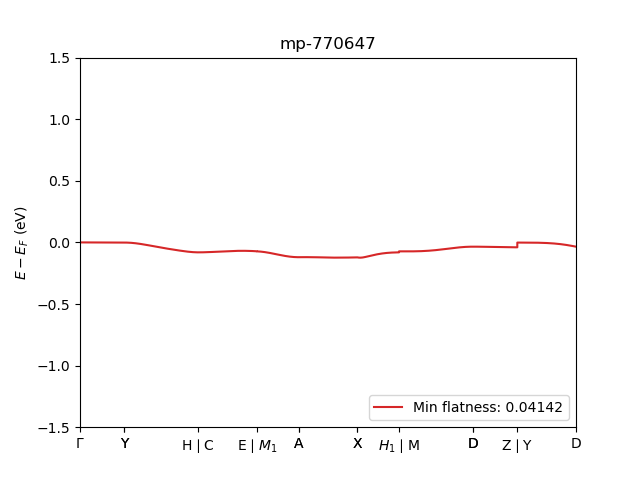 mp-770647
1.5
1.0
0.5
0.0
−0.5
−1.0
−1.5
E − E_F (eV)
Min flatness: 0.04142
Γ Y H | C E | M_1 A X H_1 | M D Z | Y D